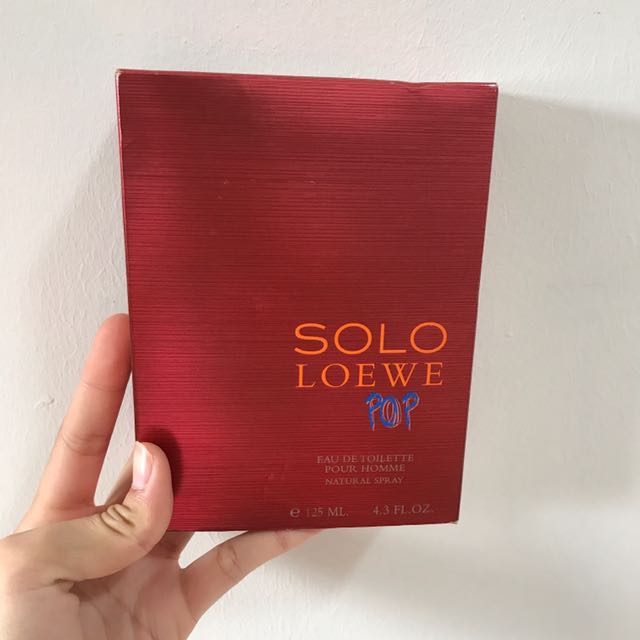 SOLO
LOEWE
POP
EAU DE TOILETTE
POUR HOMME
NATURAL SPRAY
e 125 ML. 4.3 FL.OZ.